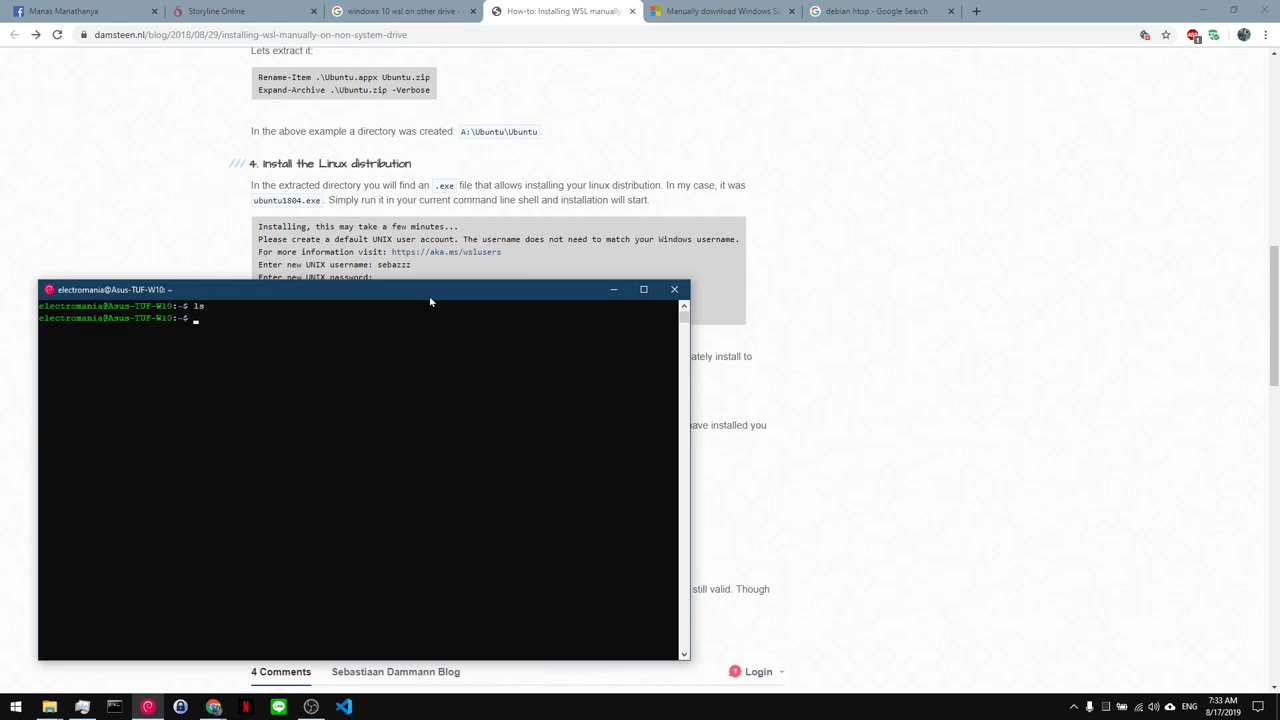 Manas Manathanya
Storyline Online
windows 10 wsl on other drive -
How-to: Installing WSL manually
Manually download Windows Su
debian htop - Google Search
damsteen.nl/blog/2018/08/29/installing-wsl-manually-on-non-system-drive
1
Lets extract it:
Rename-Item .\Ubuntu.appx Ubuntu.zip
Expand-Archive .\Ubuntu.zip -Verbose
In the above example a directory was created: A:\Ubuntu\Ubuntu.
/// 4. Install the Linux distribution
In the extracted directory you will find an .exe file that allows installing your linux distribution. In my case, it was
ubuntu1804.exe. Simply run it in your current command line shell and installation will start.
Installing, this may take a few minutes...
Please create a default UNIX user account. The username does not need to match your Windows username.
For more information visit: https://aka.ms/wslusers
Enter new UNIX username: sebazzz
Enter new UNIX password:
electromania@Asus-TUF-W10: ~
electromania@Asus-TUF-W10:~$ ls
electromania@Asus-TUF-W10:~$
ately install to
have installed you
still valid. Though
4 Comments
Sebastiaan Dammann Blog
1
Login
ENG
7:33 AM
8/17/2019